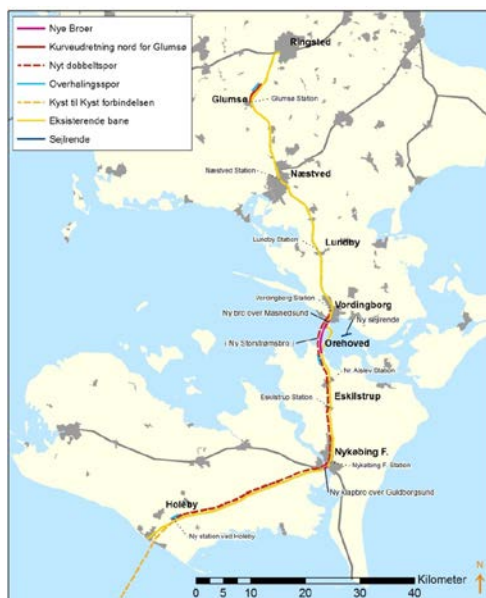 Nye Broer
Kurveudretning nord for Glumsø
Nyt dobbeltspor
Overhalingsspor
Kyst til Kyst forbindelsen
Eksisterende bane
Sejlrende
Ringsted
Glumsø
Glumsø Station
Næstved Station
Næstved
Lundby Station
Lundby
Vordingborg Station
Vordingborg
Ny bro over Masnedsund
Ny sejlrende
( Ny Storstrømsbro )
Orehoved
Nr. Alslev Station
Eskilstrup
Eskilstrup Station
Nykøbing F.
Nykøbing F. Station
Ny klapbro over Guldborgsund
Holeby
Ny station ved Holeby
Kilometer
0 5 10 20 30 40
N